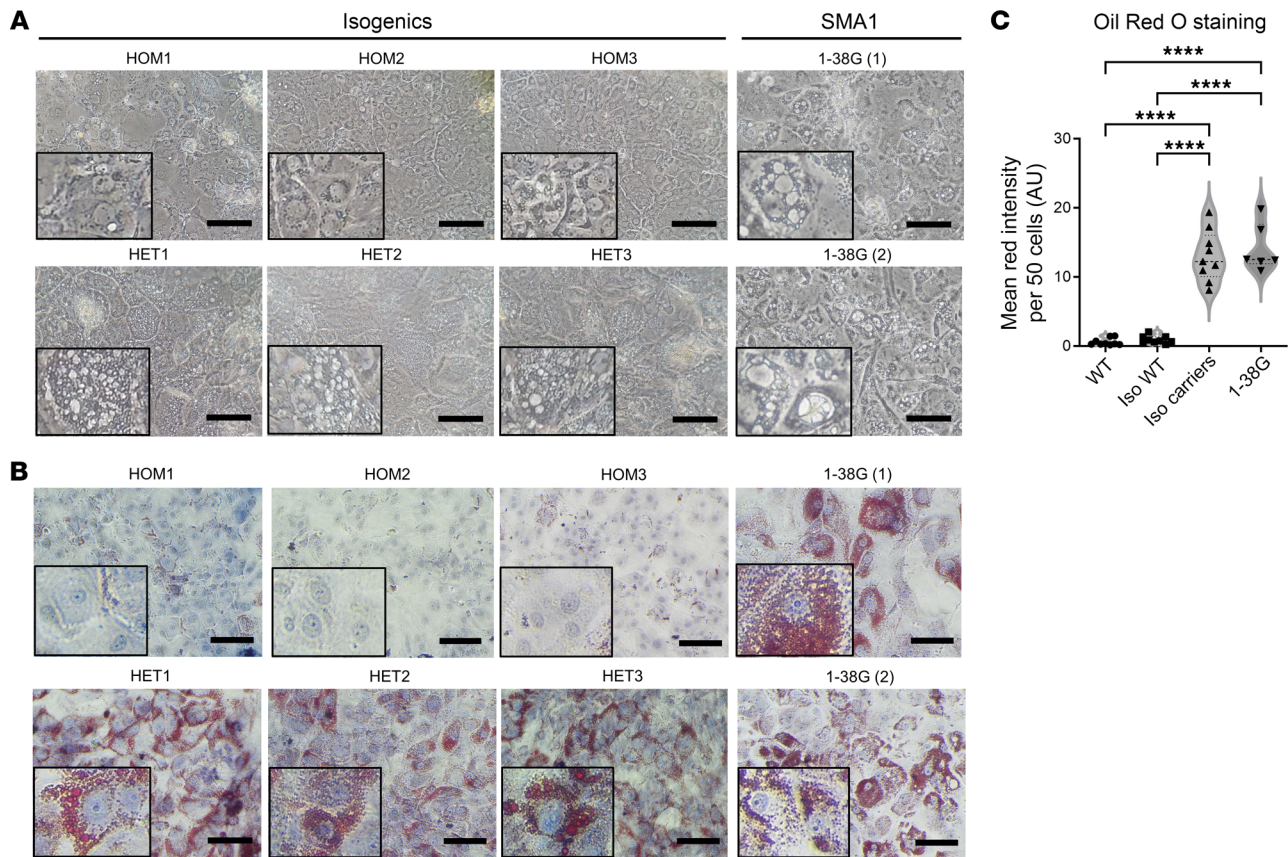 A
Isogenics
SMA1
HOM1
HOM2
HOM3
1-38G (1)
HET1
HET2
HET3
1-38G (2)
B
HOM1
HOM2
HOM3
1-38G (1)
HET1
HET2
HET3
1-38G (2)
C
Oil Red O staining
****
****
****
****
Mean red intensity
per 50 cells (AU)
30
20
10
0
WT
Iso WT
Iso carriers
1-38G